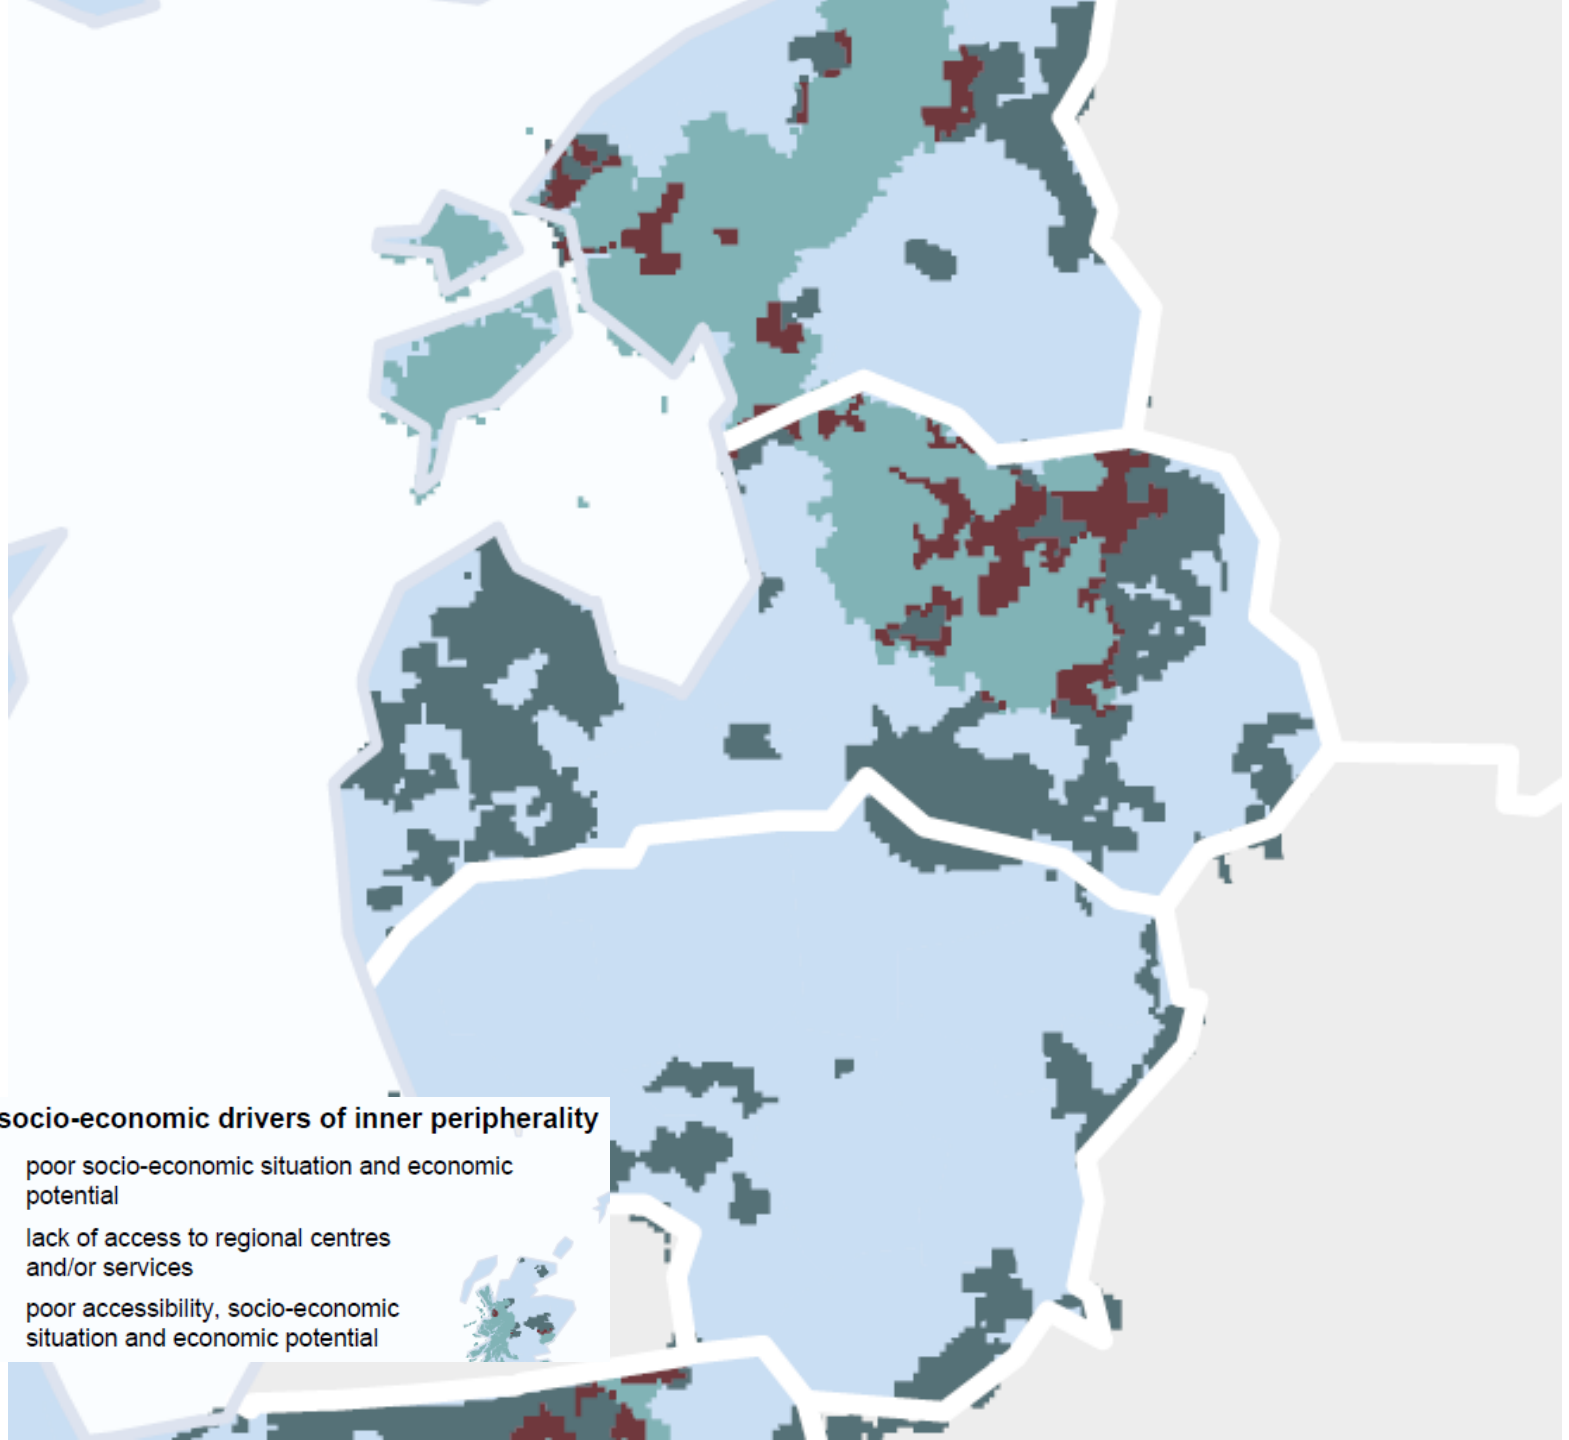 socio-economic drivers of inner peripherality
poor socio-economic situation and economic
potential
lack of access to regional centres
and/or services
poor accessibility, socio-economic
situation and economic potential